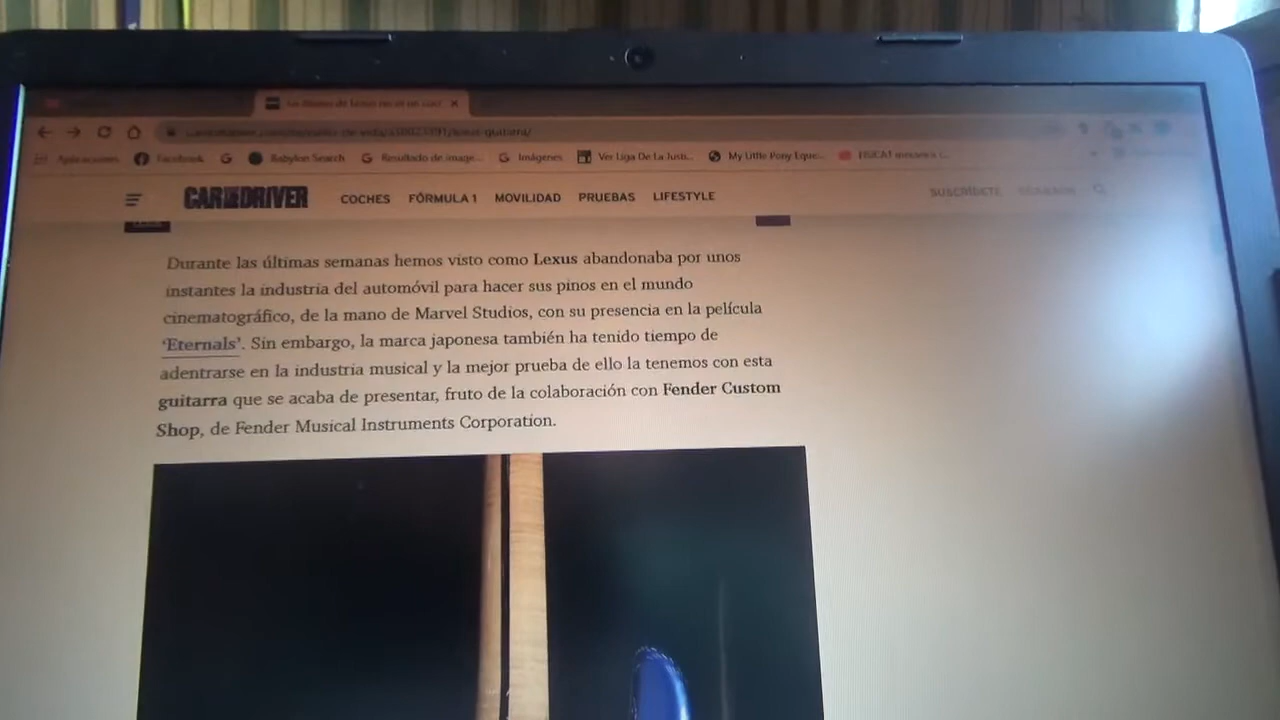 Facebook
Babylon Search
Resultado de image...
Imágenes
Ver Liga De La Justi...
My Little Pony Eque...
CAR AND DRIVER
COCHES
FÓRMULA 1
MOVILIDAD
PRUEBAS
LIFESTYLE
SUSCRÍBETE
Durante las últimas semanas hemos visto como Lexus abandonaba por unos
instantes la industria del automóvil para hacer sus pinos en el mundo
cinematográfico, de la mano de Marvel Studios, con su presencia en la película
‘Eternals’. Sin embargo, la marca japonesa también ha tenido tiempo de
adentrarse en la industria musical y la mejor prueba de ello la tenemos con esta
guitarra que se acaba de presentar, fruto de la colaboración con Fender Custom
Shop, de Fender Musical Instruments Corporation.